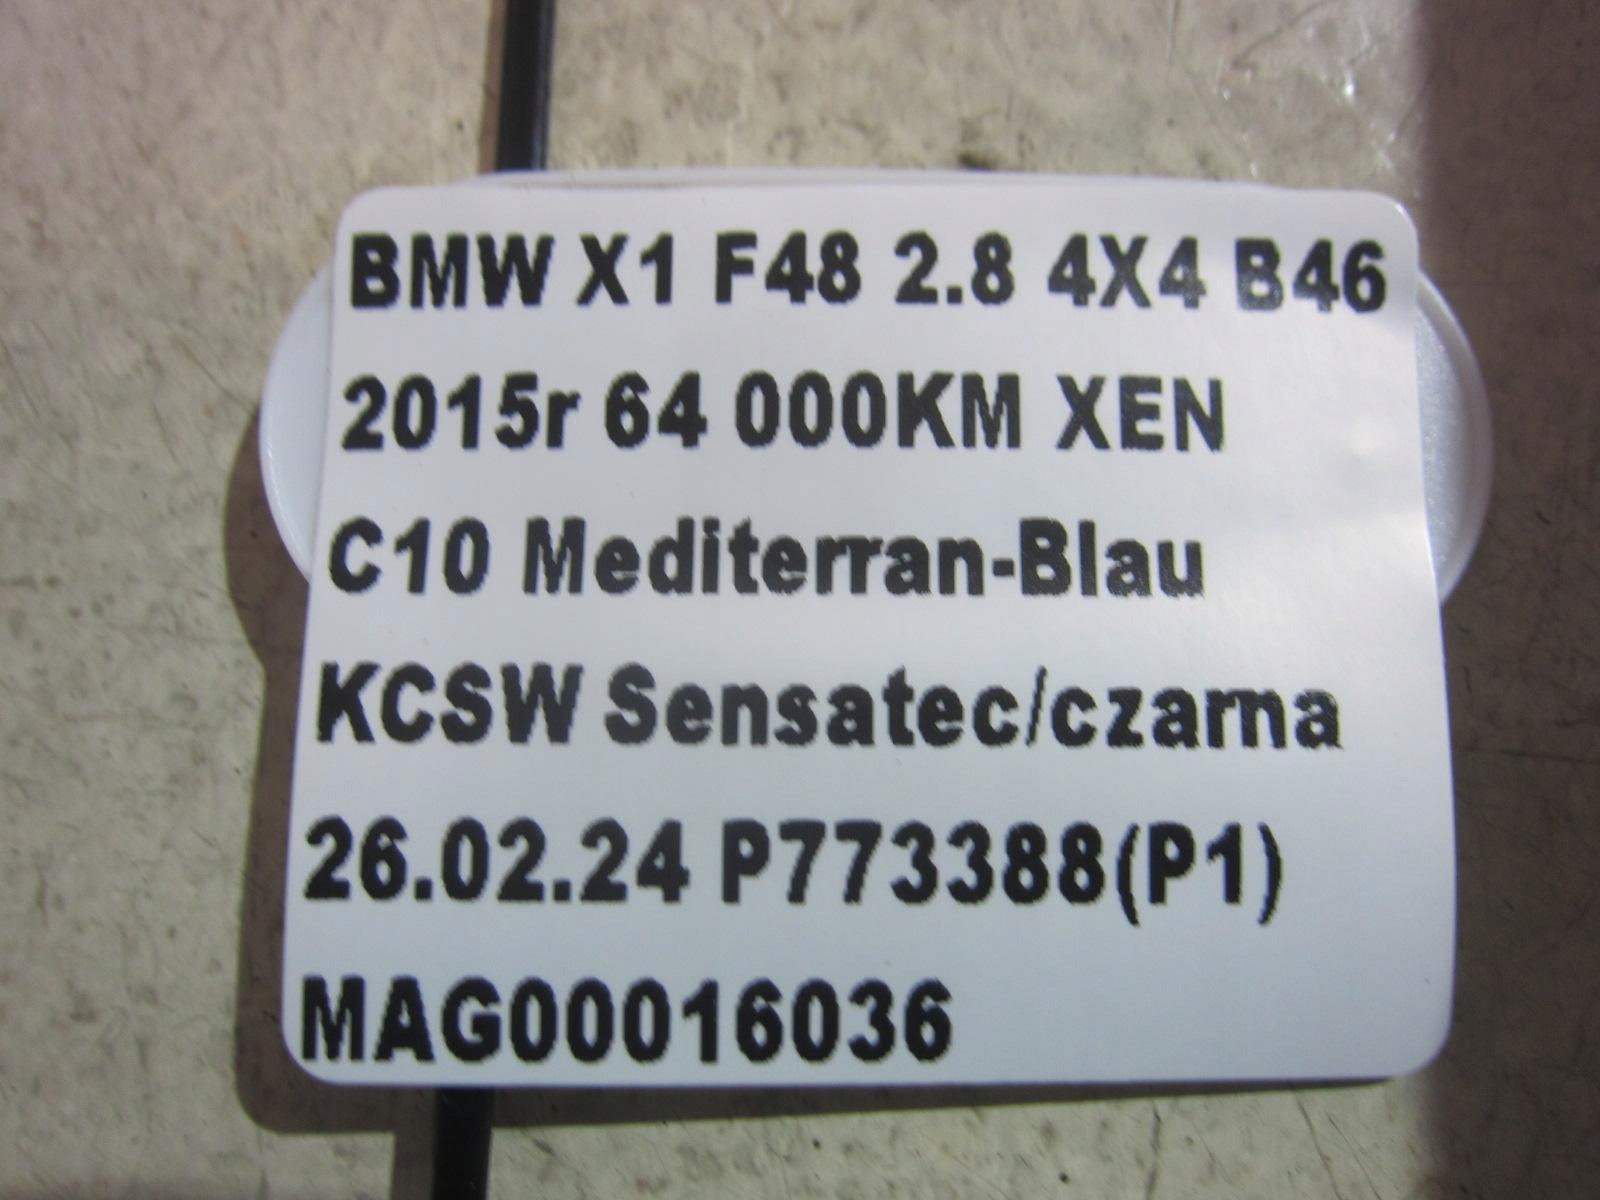 BMW X1 F48 2.8 4X4 B46
2015r 64 000KM XEN
C10 Mediterran-Blau
KCSW Sensatec/czarna
26.02.24 P773388(P1)
MAG00016036